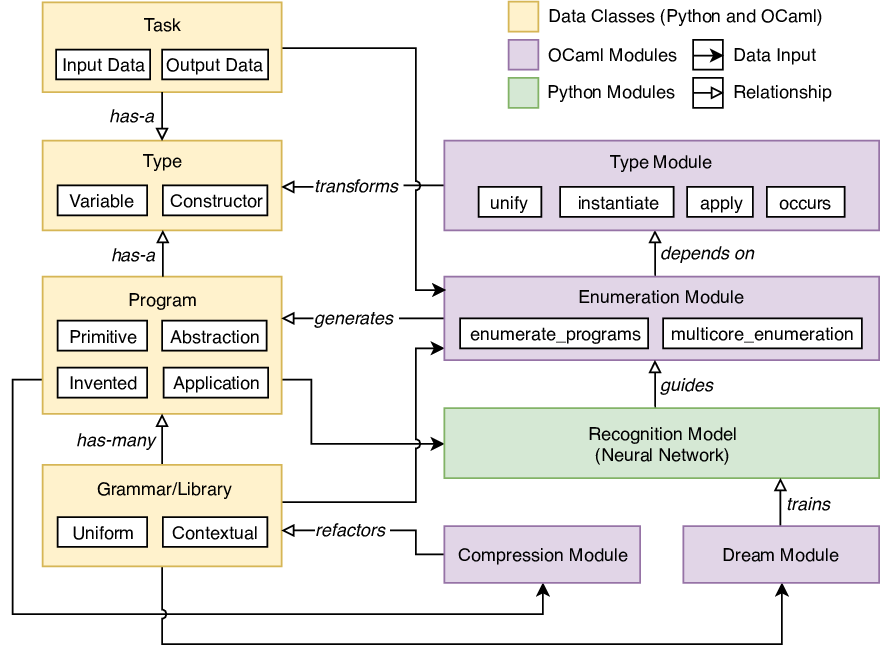 Task
Input Data
Output Data
has-a
Type
Variable
Constructor
has-a
Program
Primitive
Abstraction
Invented
Application
has-many
Grammar/Library
Uniform
Contextual
Data Classes (Python and OCaml)
OCaml Modules
Data Input
Python Modules
Relationship
transforms
Type Module
unify
instantiate
apply
occurs
depends on
generates
Enumeration Module
enumerate_programs
multicore_enumeration
guides
Recognition Model
(Neural Network)
trains
refactors
Compression Module
Dream Module